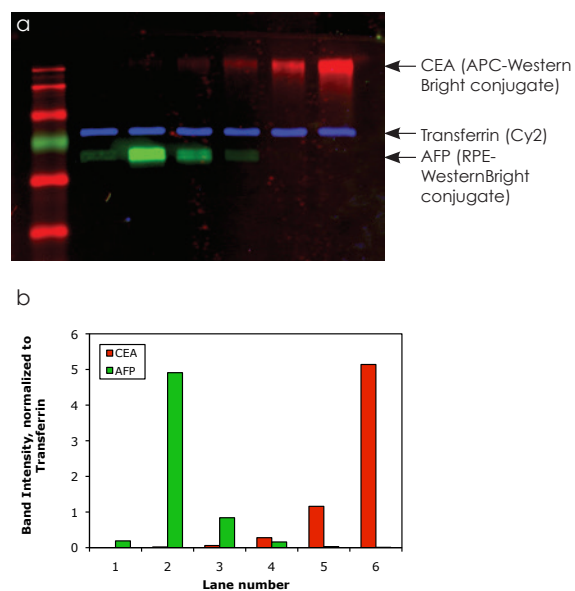 a
CEA (APC-Western
Bright conjugate)
Transferrin (Cy2)
AFP (RPE-
WesternBright
conjugate)
b
Band Intensity, normalized to
Transferrin
6
5
4
3
2
1
0
CEA
AFP
1 2 3 4 5 6
Lane number